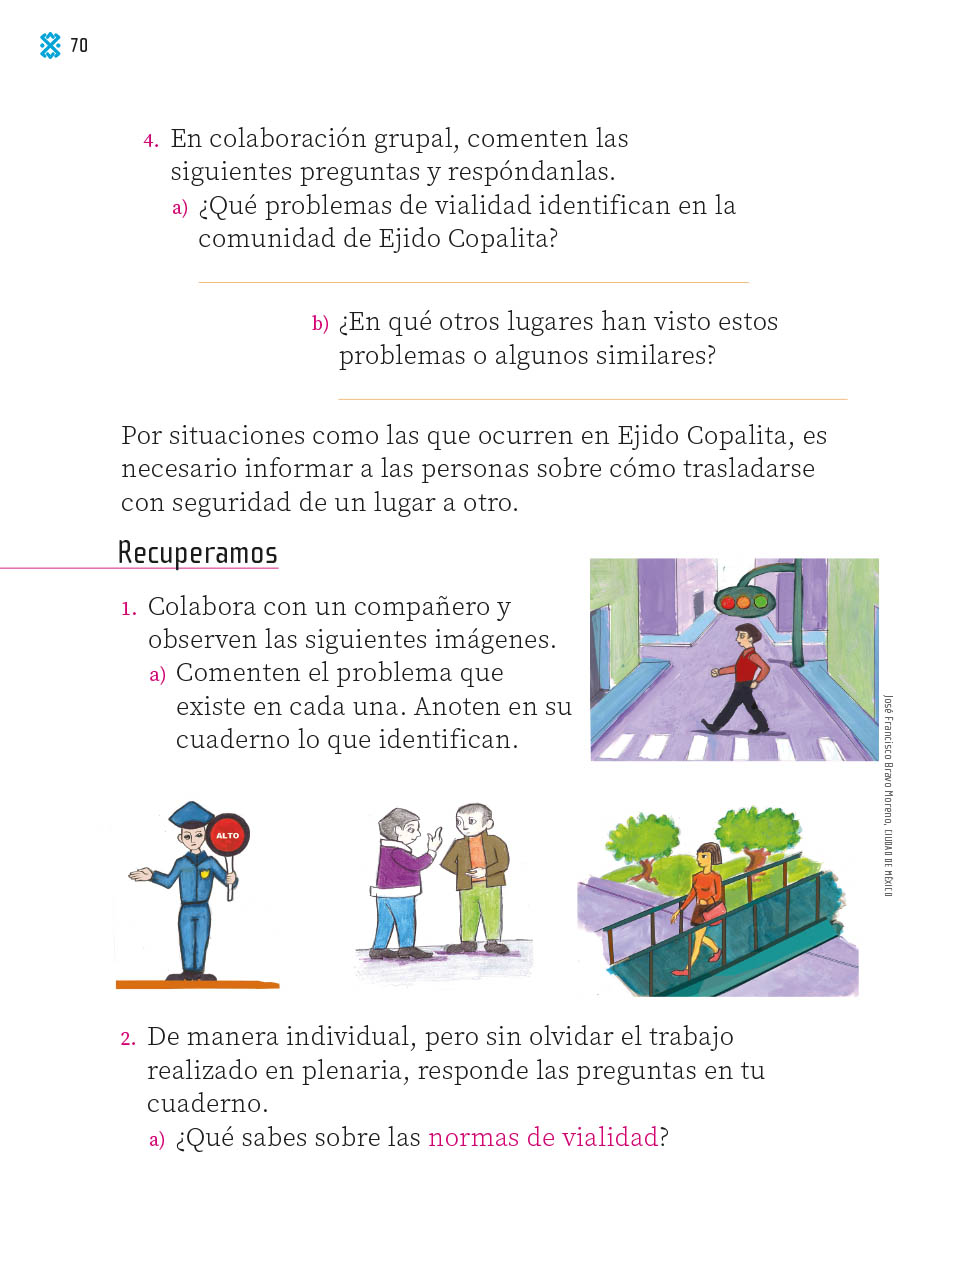 70
4. En colaboración grupal, comenten las
siguientes preguntas y respóndanlas.
a) ¿Qué problemas de vialidad identifican en la
comunidad de Ejido Copalita?
b) ¿En qué otros lugares han visto estos
problemas o algunos similares?
Por situaciones como las que ocurren en Ejido Copalita, es
necesario informar a las personas sobre cómo trasladarse
con seguridad de un lugar a otro.
Recuperamos
1. Colabora con un compañero y
observen las siguientes imágenes.
a) Comenten el problema que
existe en cada una. Anoten en su
cuaderno lo que identifican.
José Francisco Bravo Moreno, CIUDAD DE MÉXICO
ALTO
2. De manera individual, pero sin olvidar el trabajo
realizado en plenaria, responde las preguntas en tu
cuaderno.
a) ¿Qué sabes sobre las normas de vialidad?